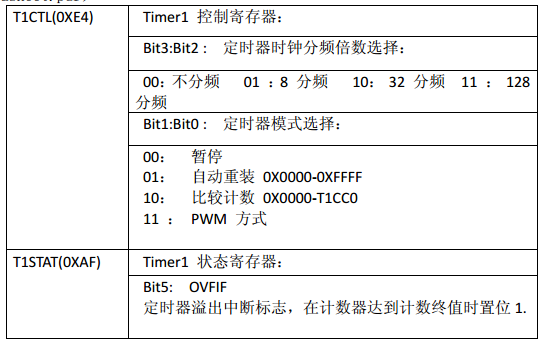 T1CTL(0XE4) Timer1 控制寄存器：
Bit3:Bit2： 定时器时钟分频倍数选择：
00：不分频 01 ：8 分频 10： 32 分频 11 ： 128
分频
Bit1:Bit0： 定时器模式选择：
00： 暂停
01： 自动重装 0X0000-0XFFFF
10： 比较计数 0X0000-T1CC0
11 ： PWM 方式
T1STAT(0XAF) Timer1 状态寄存器：
Bit5: OVFIF
定时器溢出中断标志，在计数器达到计数终值时置位 1.